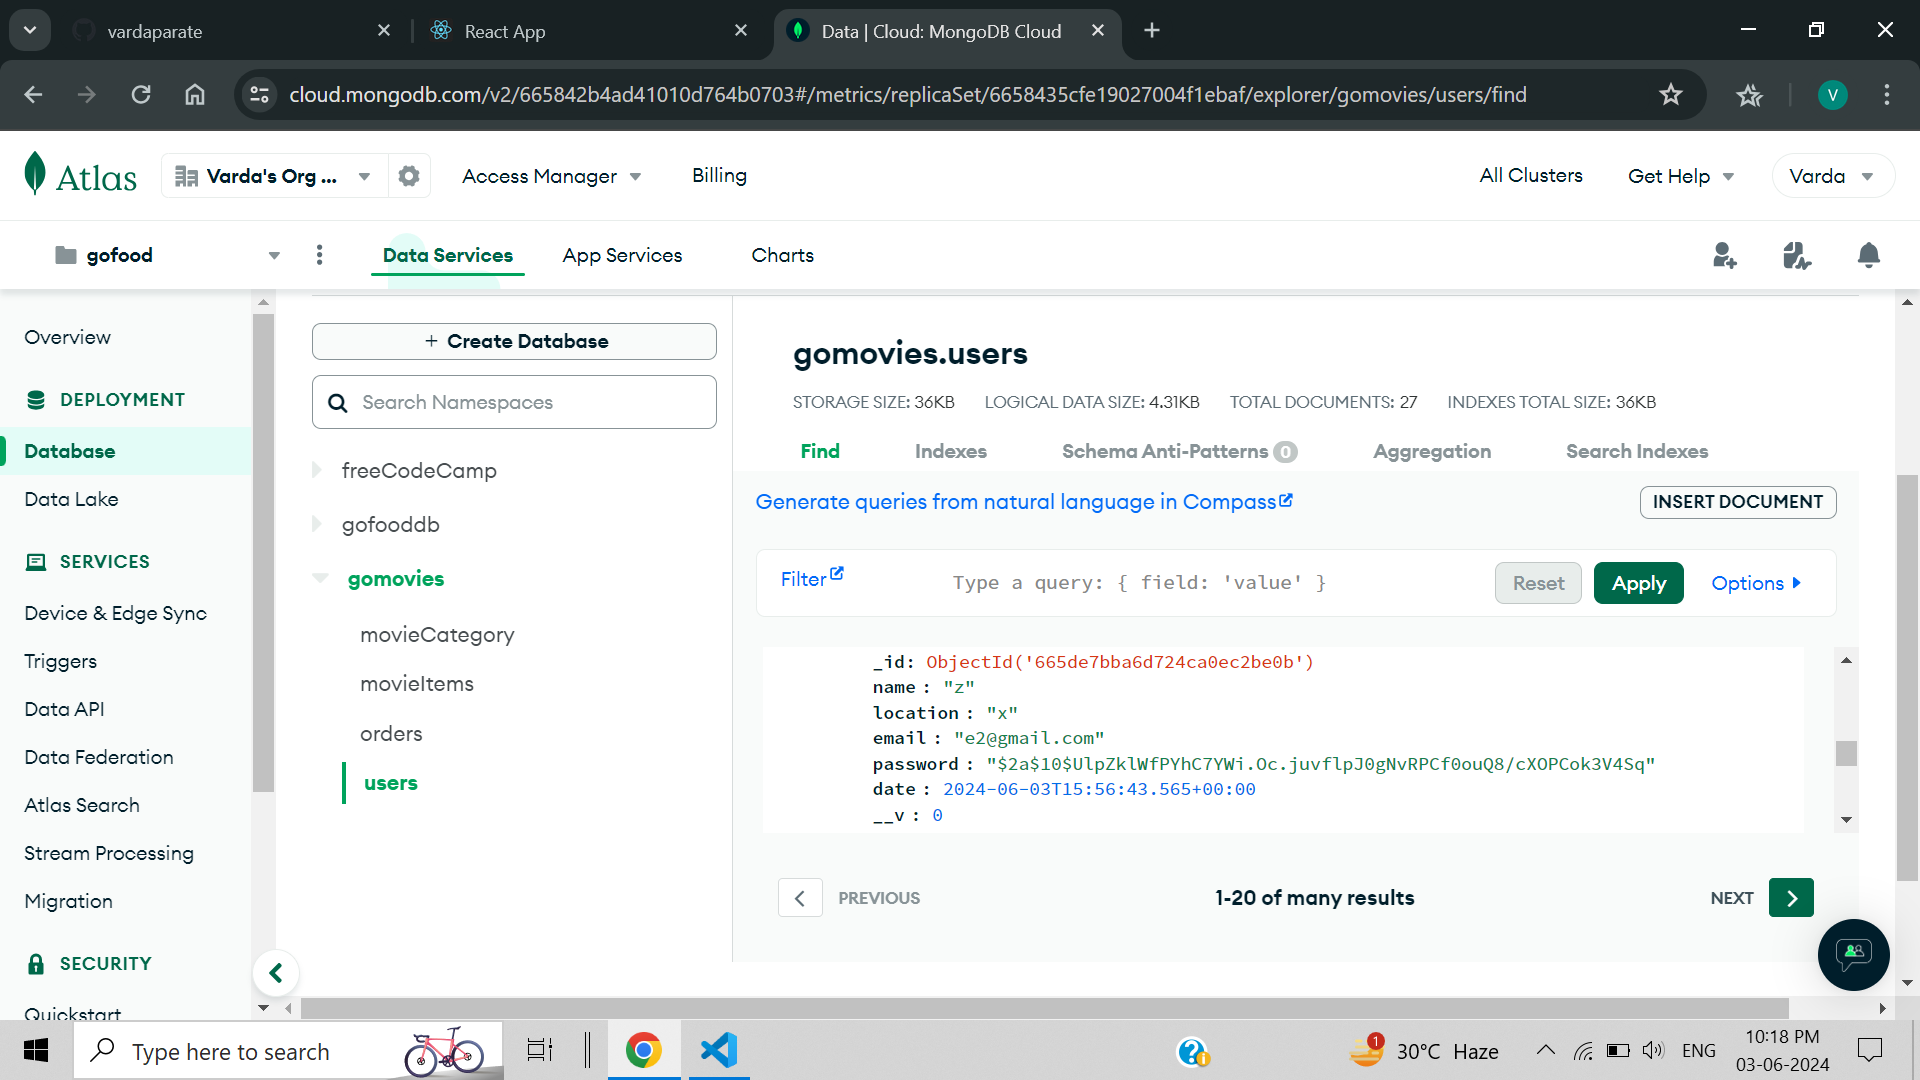 vardaparate
React App
Data | Cloud: MongoDB Cloud
cloud.mongodb.com/v2/665842b4ad41010d764b0703#/metrics/replicaSet/6658435cfe19027004f1ebaf/explorer/gomovies/users/find
V
Atlas
Varda's Org ...
Access Manager
Billing
All Clusters
Get Help
Varda
gofood
Data Services
App Services
Charts
Overview
DEPLOYMENT
Database
Data Lake
SERVICES
Device & Edge Sync
Triggers
Data API
Data Federation
Atlas Search
Stream Processing
Migration
SECURITY
Quickstart
+ Create Database
Search Namespaces
freeCodeCamp
gofooddb
gomovies
movieCategory
movieItems
orders
users
gomovies.users
STORAGE SIZE: 36KB LOGICAL DATA SIZE: 4.31KB TOTAL DOCUMENTS: 27 INDEXES TOTAL SIZE: 36KB
Find Indexes Schema Anti-Patterns 0 Aggregation Search Indexes
Generate queries from natural language in Compass
INSERT DOCUMENT
Filter
Type a query: { field: 'value' }
Reset
Apply
Options
_id: ObjectId('665de7bba6d724ca0ec2be0b')
name : "z"
location : "x"
email : "e2@gmail.com"
password : "$2a$10$UlpZklWfPYhC7YWi.Oc.juvflpJ0gNvRPCf0ouQ8/cXOPCok3V4Sq"
date : 2024-06-03T15:56:43.565+00:00
__v : 0
PREVIOUS
1-20 of many results
NEXT
Type here to search
1
30°C Haze
ENG
10:18 PM
03-06-2024